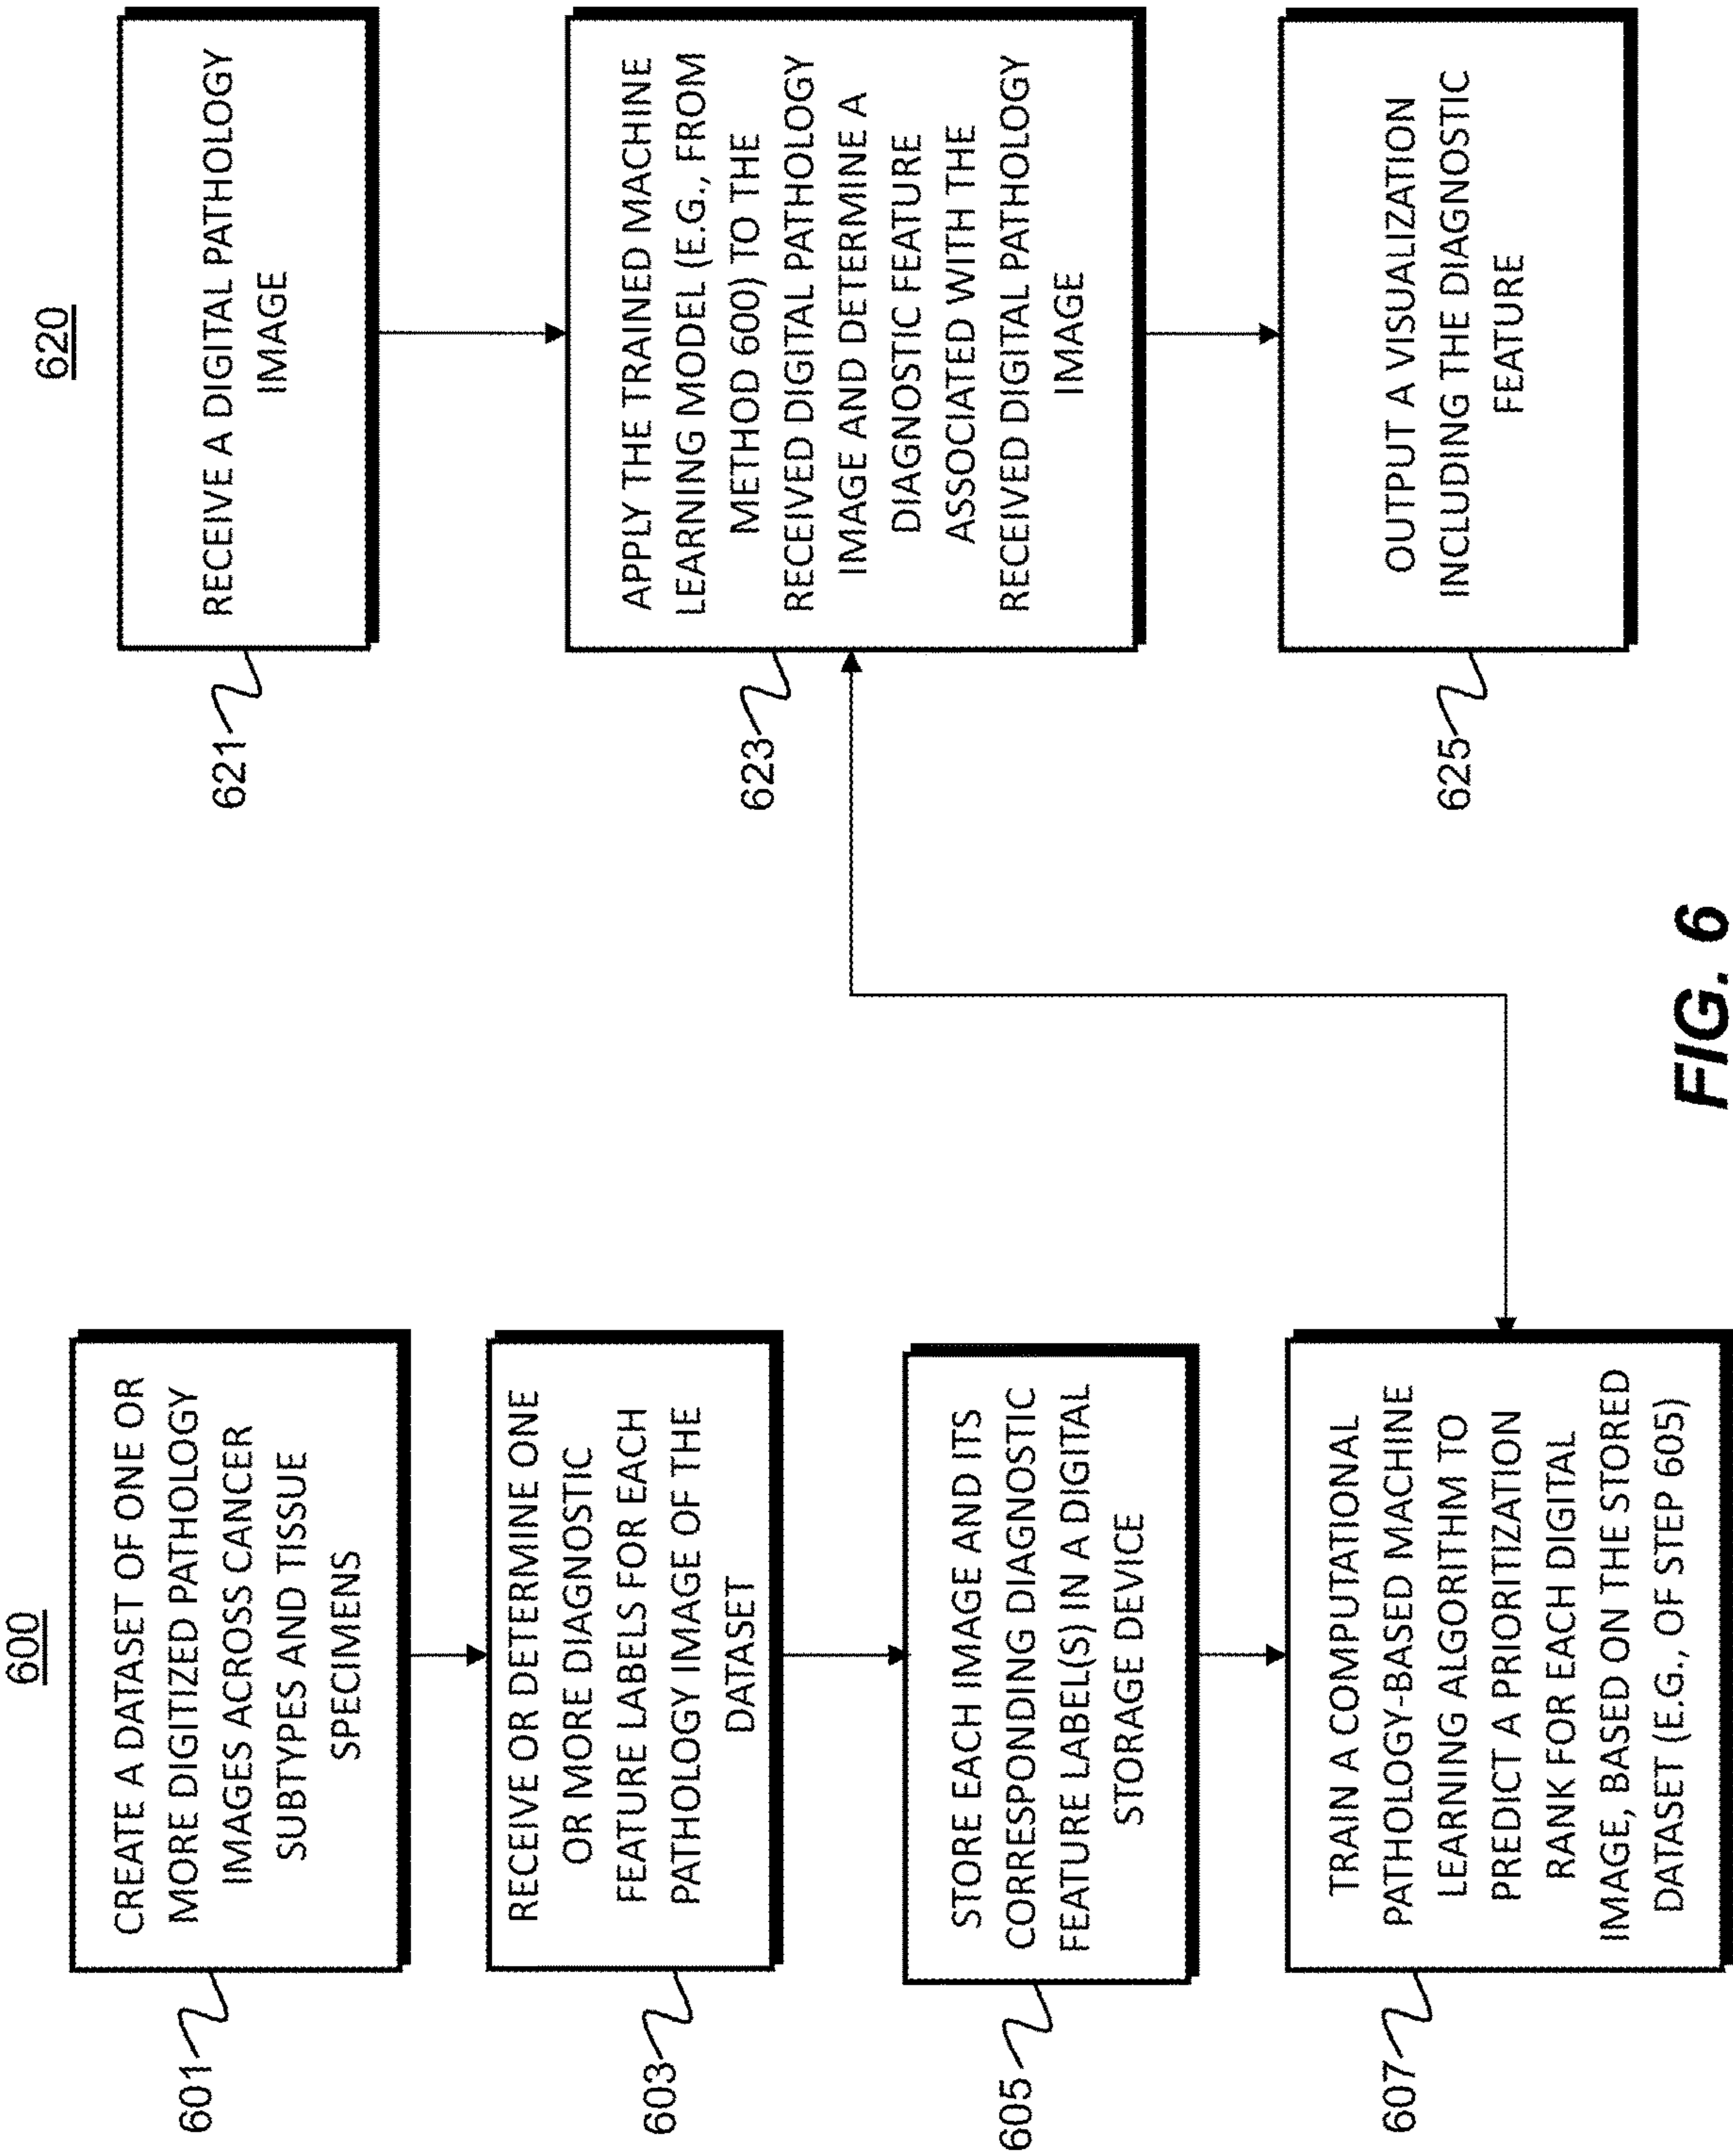 600
601
CREATE A DATASET OF ONE OR
MORE DIGITIZED PATHOLOGY
IMAGES ACROSS CANCER
SUBTYPES AND TISSUE
SPECIMENS
603
RECEIVE OR DETERMINE ONE
OR MORE DIAGNOSTIC
FEATURE LABELS FOR EACH
PATHOLOGY IMAGE OF THE
DATASET
605
STORE EACH IMAGE AND ITS
CORRESPONDING DIAGNOSTIC
FEATURE LABEL(S) IN A DIGITAL
STORAGE DEVICE
607
TRAIN A COMPUTATIONAL
PATHOLOGY-BASED MACHINE
LEARNING ALGORITHM TO
PREDICT A PRIORITIZATION
RANK FOR EACH DIGITAL
IMAGE, BASED ON THE STORED
DATASET (E.G., OF STEP 605)
620
621
RECEIVE A DIGITAL PATHOLOGY
IMAGE
623
APPLY THE TRAINED MACHINE
LEARNING MODEL (E.G., FROM
METHOD 600) TO THE
RECEIVED DIGITAL PATHOLOGY
IMAGE AND DETERMINE A
DIAGNOSTIC FEATURE
ASSOCIATED WITH THE
RECEIVED DIGITAL PATHOLOGY
IMAGE
625
OUTPUT A VISUALIZATION
INCLUDING THE DIAGNOSTIC
FEATURE
FIG. 6